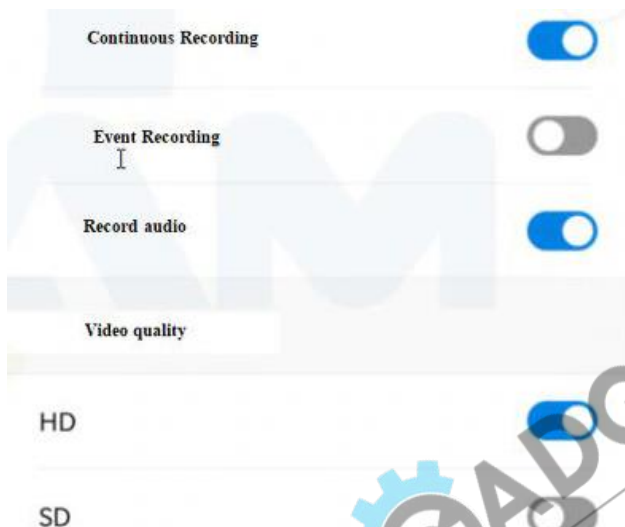 Continuous Recording
Event Recording
Record audio
Video quality
HD
SD